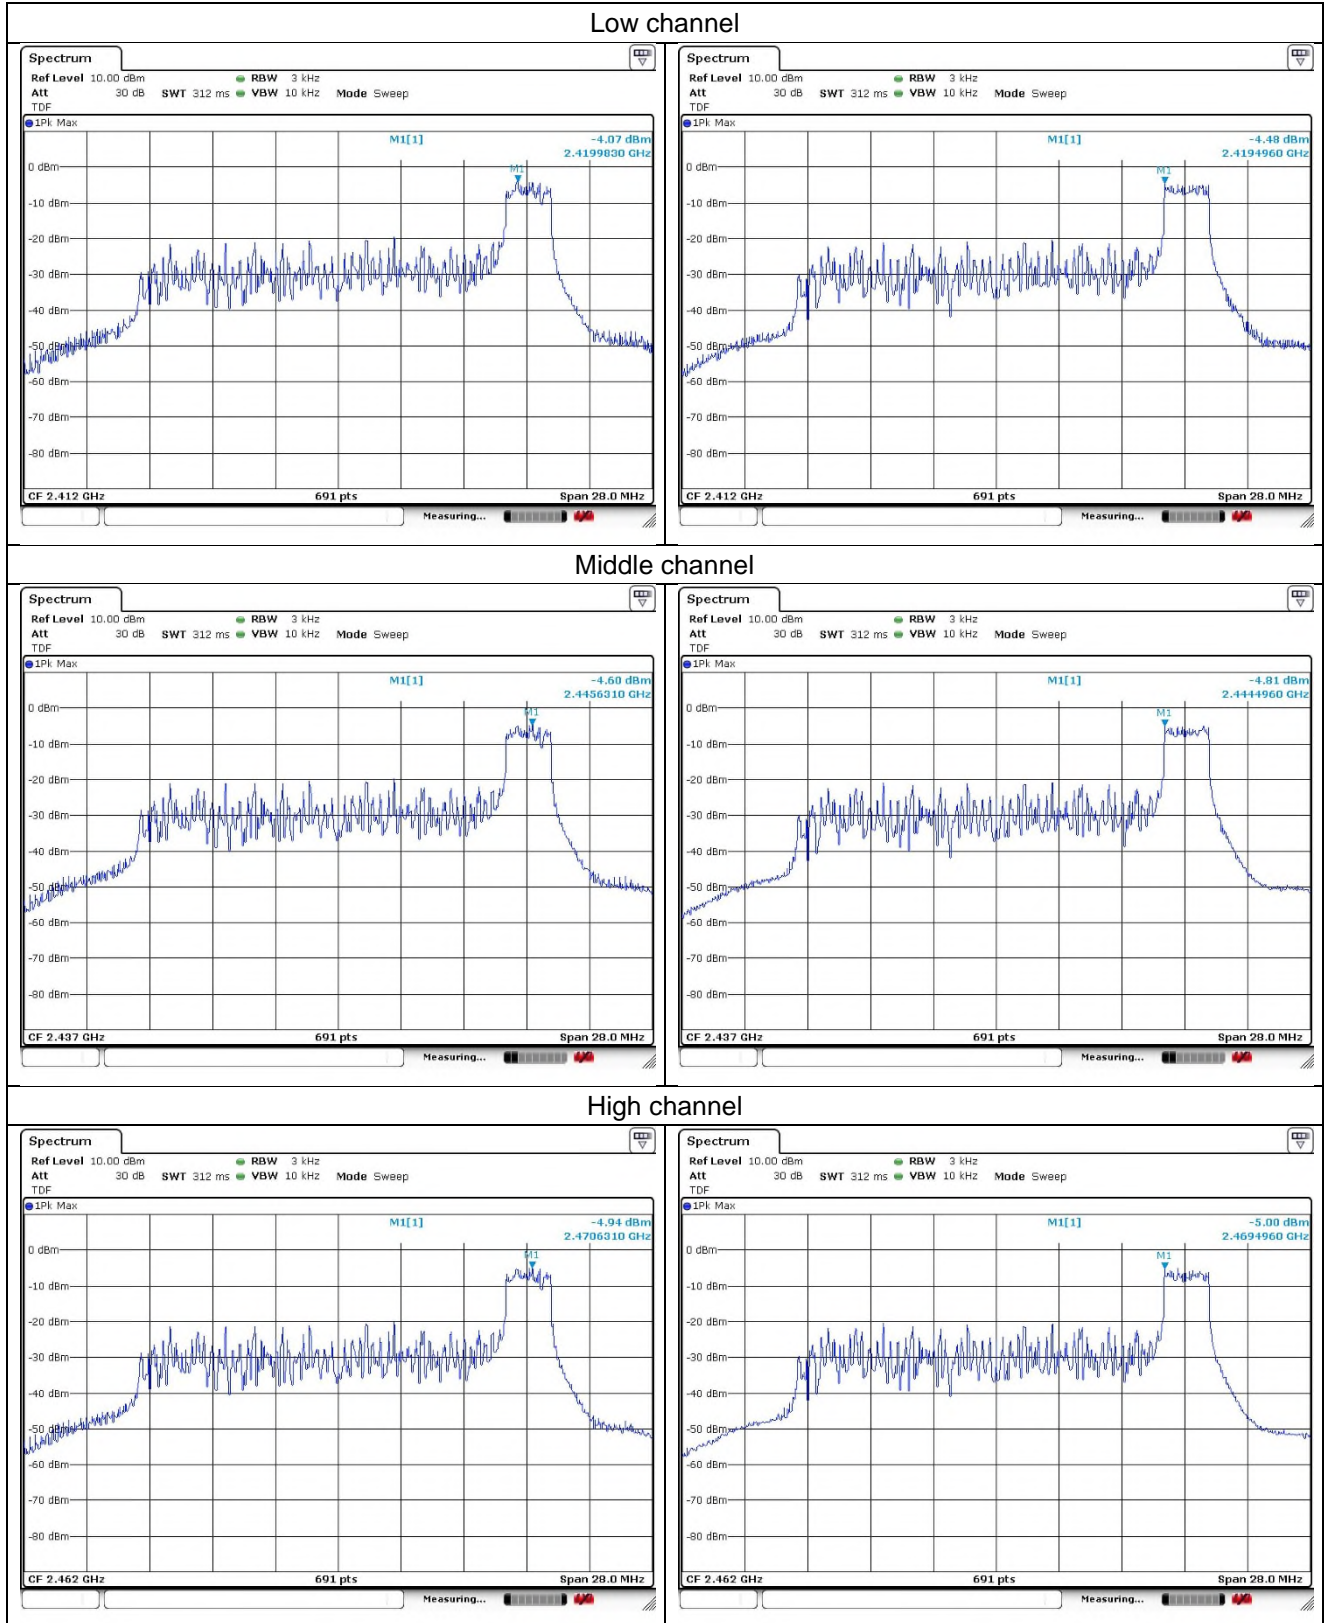 Low channel
Spectrum
Ref Level 10.00 dBm RBW 3 kHz
Att 30 dB SWT 312 ms VBW 10 kHz Mode Sweep
TDF
1Pk Max
M1[1] -4.07 dBm
2.4199830 GHz
M1
0 dBm
-10 dBm
-20 dBm
-30 dBm
-40 dBm
-50 dBm
-60 dBm
-70 dBm
-80 dBm
CF 2.412 GHz 691 pts Span 28.0 MHz
Measuring...
Spectrum
Ref Level 10.00 dBm RBW 3 kHz
Att 30 dB SWT 312 ms VBW 10 kHz Mode Sweep
TDF
1Pk Max
M1[1] -4.48 dBm
2.4194960 GHz
M1
0 dBm
-10 dBm
-20 dBm
-30 dBm
-40 dBm
-50 dBm
-60 dBm
-70 dBm
-80 dBm
CF 2.412 GHz 691 pts Span 28.0 MHz
Measuring...
Middle channel
Spectrum
Ref Level 10.00 dBm RBW 3 kHz
Att 30 dB SWT 312 ms VBW 10 kHz Mode Sweep
TDF
1Pk Max
M1[1] -4.60 dBm
2.4456310 GHz
M1
0 dBm
-10 dBm
-20 dBm
-30 dBm
-40 dBm
-50 dBm
-60 dBm
-70 dBm
-80 dBm
CF 2.437 GHz 691 pts Span 28.0 MHz
Measuring...
Spectrum
Ref Level 10.00 dBm RBW 3 kHz
Att 30 dB SWT 312 ms VBW 10 kHz Mode Sweep
TDF
1Pk Max
M1[1] -4.81 dBm
2.4444960 GHz
M1
0 dBm
-10 dBm
-20 dBm
-30 dBm
-40 dBm
-50 dBm
-60 dBm
-70 dBm
-80 dBm
CF 2.437 GHz 691 pts Span 28.0 MHz
Measuring...
High channel
Spectrum
Ref Level 10.00 dBm RBW 3 kHz
Att 30 dB SWT 312 ms VBW 10 kHz Mode Sweep
TDF
1Pk Max
M1[1] -4.94 dBm
2.4706310 GHz
M1
0 dBm
-10 dBm
-20 dBm
-30 dBm
-40 dBm
-50 dBm
-60 dBm
-70 dBm
-80 dBm
CF 2.462 GHz 691 pts Span 28.0 MHz
Measuring...
Spectrum
Ref Level 10.00 dBm RBW 3 kHz
Att 30 dB SWT 312 ms VBW 10 kHz Mode Sweep
TDF
1Pk Max
M1[1] -5.00 dBm
2.4694960 GHz
M1
0 dBm
-10 dBm
-20 dBm
-30 dBm
-40 dBm
-50 dBm
-60 dBm
-70 dBm
-80 dBm
CF 2.462 GHz 691 pts Span 28.0 MHz
Measuring...